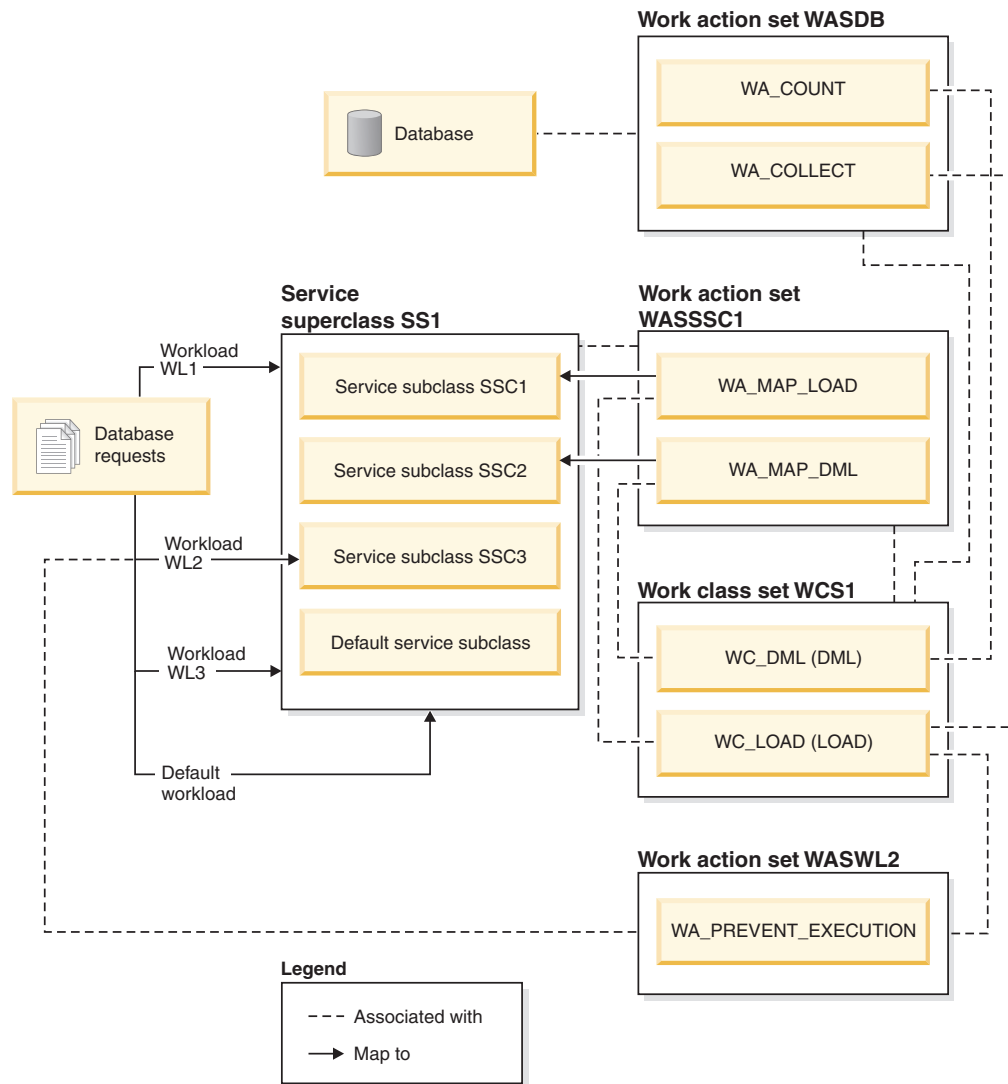 Work action set WASDB
WA_COUNT
Database
WA_COLLECT
Service
superclass SS1
Work action set
WASSSC1
Workload
WL1
Service subclass SSC1
WA_MAP_LOAD
Database
requests
Service subclass SSC2
WA_MAP_DML
Workload
WL2
Service subclass SSC3
Work class set WCS1
Default service subclass
WC_DML (DML)
Workload
WL3
WC_LOAD (LOAD)
Default
workload
Work action set WASWL2
WA_PREVENT_EXECUTION
Legend
Associated with
Map to